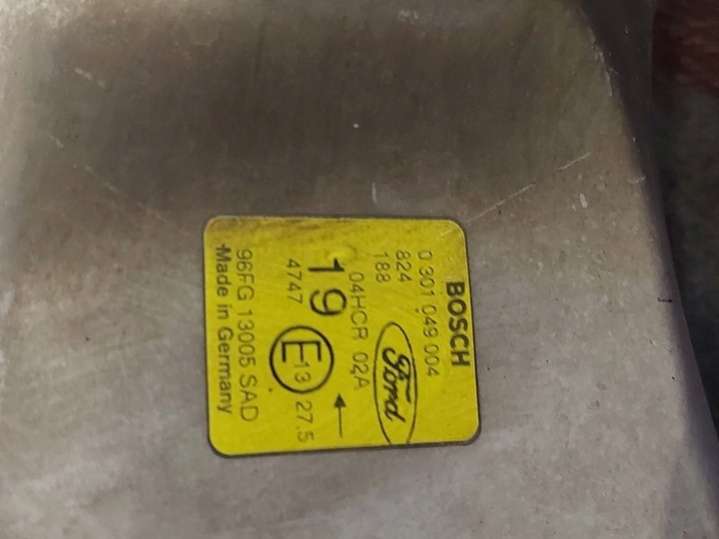 BOSCH
0 301 049 004
824
188
Ford
04HCR 02A
19
4747
E13
27.5
96FG 13005 SAD
Made in Germany